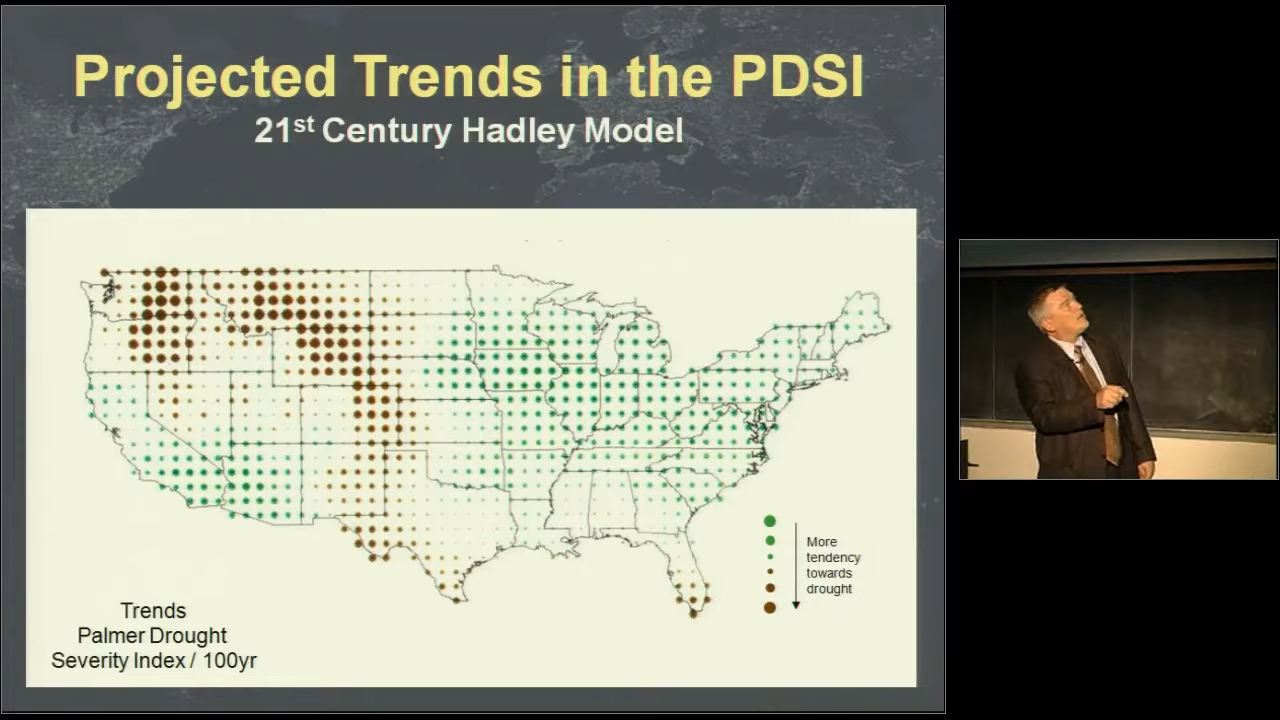 Projected Trends in the PDSI
21st Century Hadley Model
More
tendency
towards
drought
Trends
Palmer Drought
Severity Index / 100yr